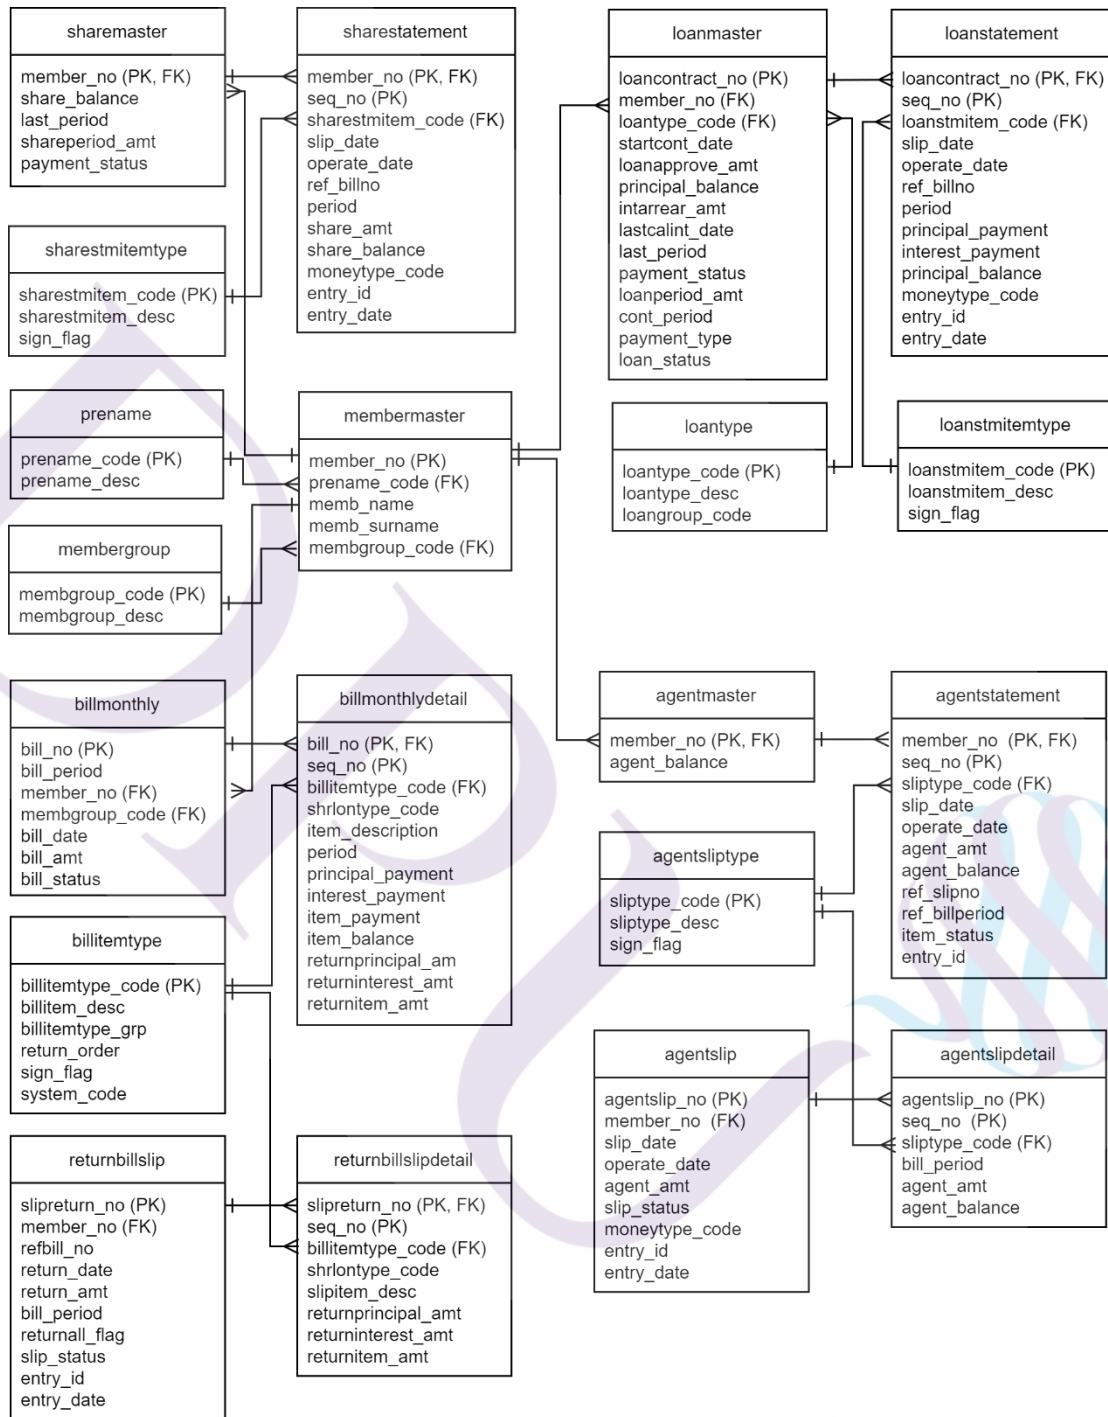 sharemaster
member_no (PK, FK)
share_balance
last_period
shareperiod_amt
payment_status
sharestatement
member_no (PK, FK)
seq_no (PK)
sharestmitem_code (FK)
slip_date
operate_date
ref_billno
period
share_amt
share_balance
moneytype_code
entry_id
entry_date
loanmaster
loancontract_no (PK)
member_no (FK)
loantype_code (FK)
startcont_date
loanapprove_amt
principal_balance
intarrear_amt
lastcalint_date
last_period
payment_status
loanperiod_amt
cont_period
payment_type
loan_status
loanstatement
loancontract_no (PK, FK)
seq_no (PK)
loanstmitem_code (FK)
slip_date
operate_date
ref_billno
period
principal_payment
interest_payment
principal_balance
moneytype_code
entry_id
entry_date
sharestmitemtype
sharestmitem_code (PK)
sharestmitem_desc
sign_flag
prename
prename_code (PK)
prename_desc
membermaster
member_no (PK)
prename_code (FK)
memb_name
memb_surname
membgroup_code (FK)
loantype
loantype_code (PK)
loantype_desc
loangroup_code
loanstmitemtype
loanstmitem_code (PK)
loanstmitem_desc
sign_flag
membergroup
membgroup_code (PK)
membgroup_desc
billmonthly
bill_no (PK)
bill_period
member_no (FK)
membgroup_code (FK)
bill_date
bill_amt
bill_status
billmonthlydetail
bill_no (PK, FK)
seq_no (PK)
billitemtype_code (FK)
shrlontype_code
item_description
period
principal_payment
interest_payment
item_payment
item_balance
returnprincipal_am
returninterest_amt
returnitem_amt
agentmaster
member_no (PK, FK)
agent_balance
agentstatement
member_no (PK, FK)
seq_no (PK)
sliptype_code (FK)
slip_date
operate_date
agent_amt
agent_balance
ref_slipno
ref_billperiod
item_status
entry_id
agentsliptype
sliptype_code (PK)
sliptype_desc
sign_flag
billitemtype
billitemtype_code (PK)
billitem_desc
billitemtype_grp
return_order
sign_flag
system_code
agentslip
agentslip_no (PK)
member_no (FK)
slip_date
operate_date
agent_amt
slip_status
moneytype_code
entry_id
entry_date
agentslipdetail
agentslip_no (PK)
seq_no (PK)
sliptype_code (FK)
bill_period
agent_amt
agent_balance
returnbillslip
slipreturn_no (PK)
member_no (FK)
refbill_no
return_date
return_amt
bill_period
returnall_flag
slip_status
entry_id
entry_date
returnbillslipdetail
slipreturn_no (PK, FK)
seq_no (PK)
billitemtype_code (FK)
shrlontype_code
slipitem_desc
returnprincipal_amt
returninterest_amt
returnitem_amt
DPU